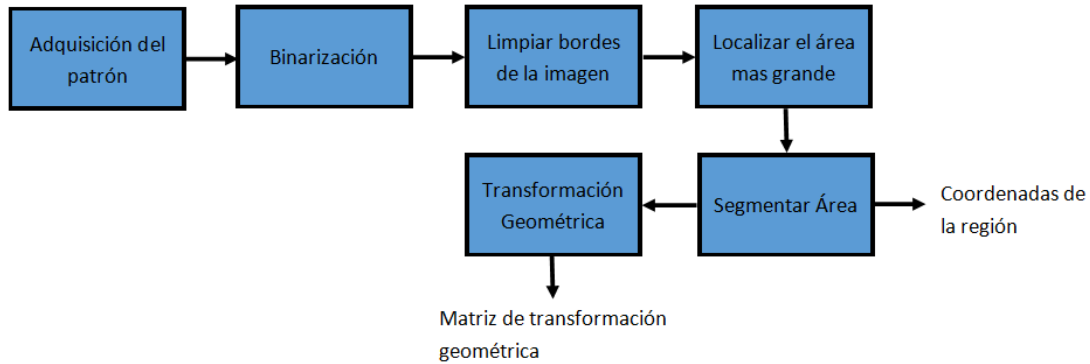 Adquisición del
patrón
Binarización
Limpiar bordes
de la imagen
Localizar el área
mas grande
Transformación
Geométrica
Segmentar Área
Coordenadas de
la región
Matriz de transformación
geométrica